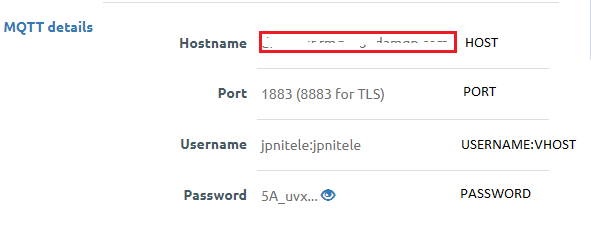 MQTT details
Hostname HOST
Port 1883 (8883 for TLS) PORT
Username jpnitele:jpnitele USERNAME:VHOST
Password 5A_uvx... PASSWORD